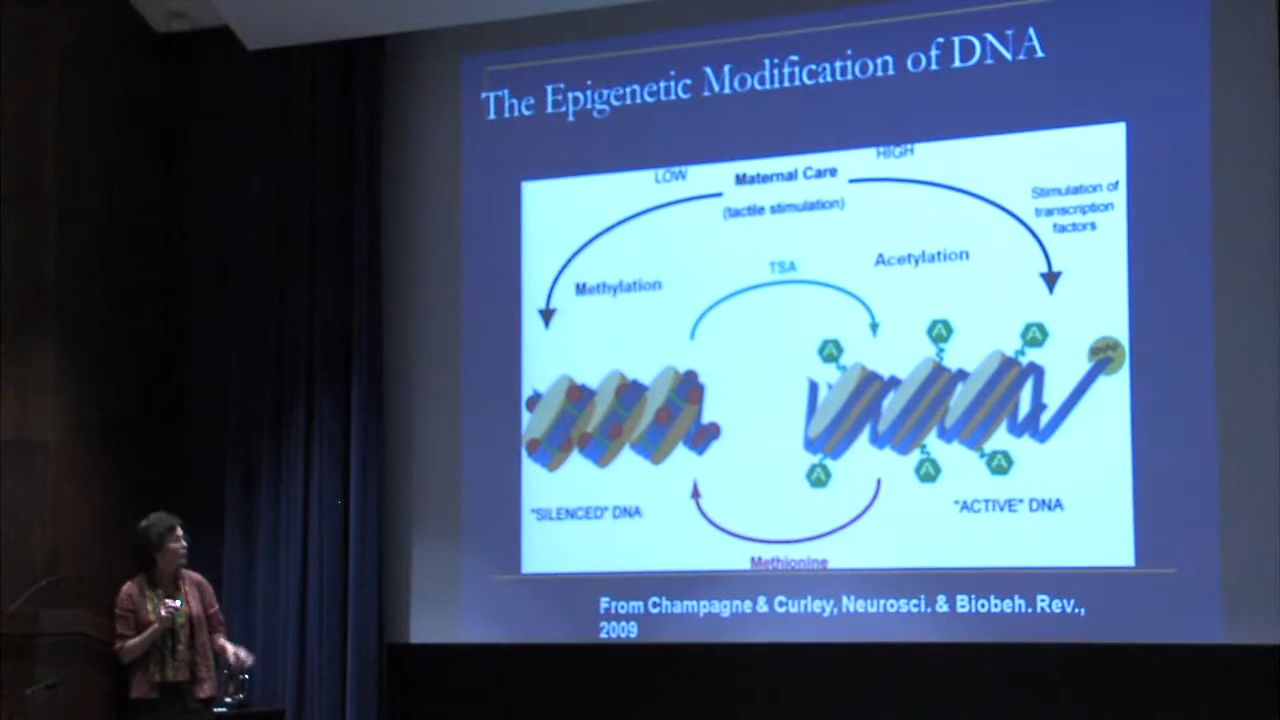 The Epigenetic Modification of DNA
LOW
Maternal Care
HIGH
(tactile stimulation)
Stimulation of
transcription
factors
Methylation
TSA
Acetylation
A
A
A
A
A
A
"SILENCED" DNA
"ACTIVE" DNA
Methionine
From Champagne & Curley, Neurosci. & Biobeh. Rev.,
2009